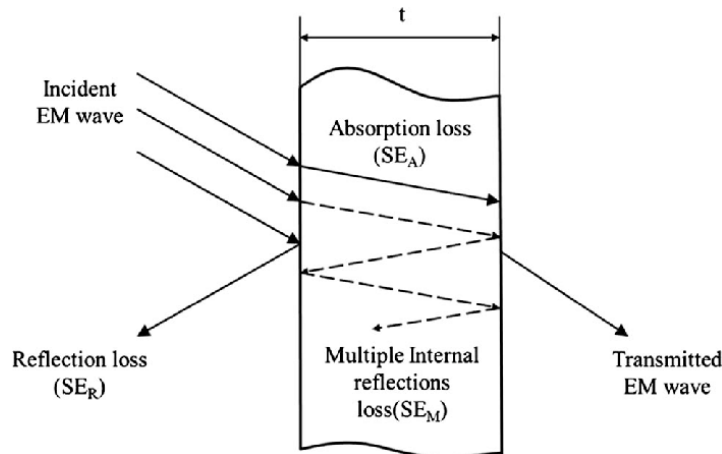 t
Incident
EM wave
Absorption loss
(SE_A)
Reflection loss
(SE_R)
Multiple Internal
reflections
loss(SE_M)
Transmitted
EM wave